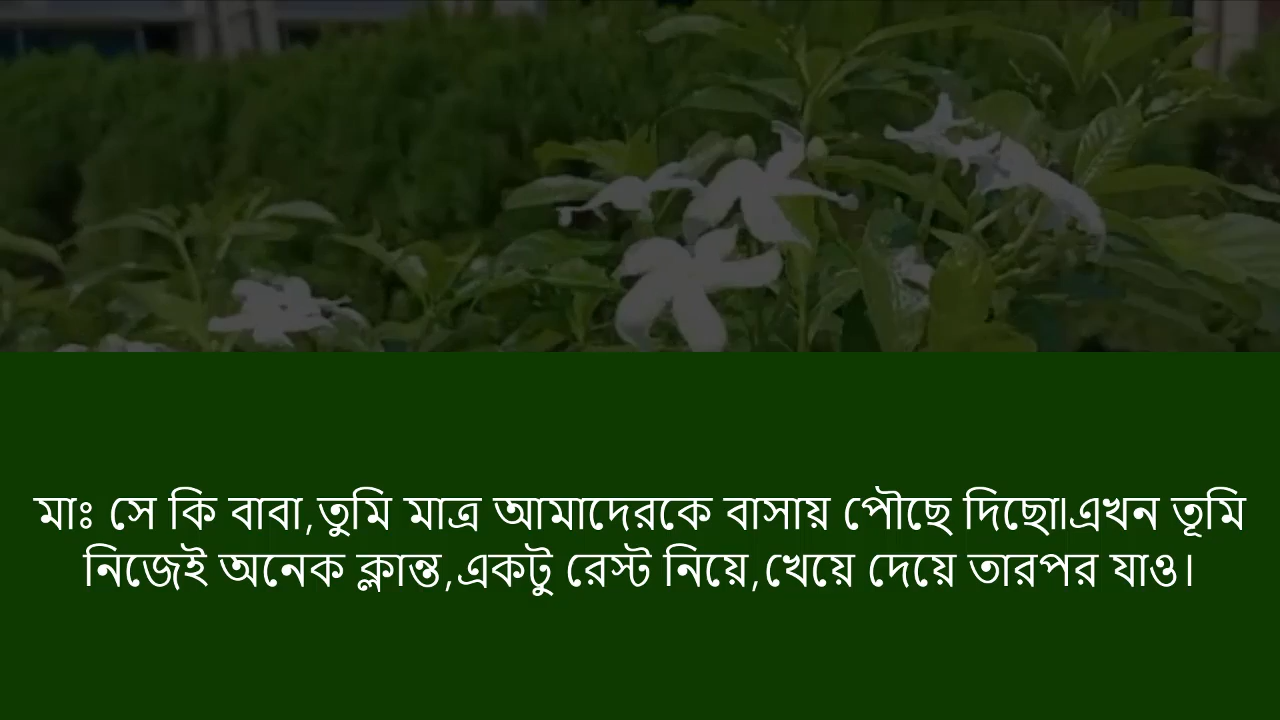 মাঃ সে কি বাবা,তুমি মাত্র আমাদেরকে বাসায় পৌছে দিছো।এখন তূমি
নিজেই অনেক ক্লান্ত,একটু রেস্ট নিয়ে,খেয়ে দেয়ে তারপর যাও।